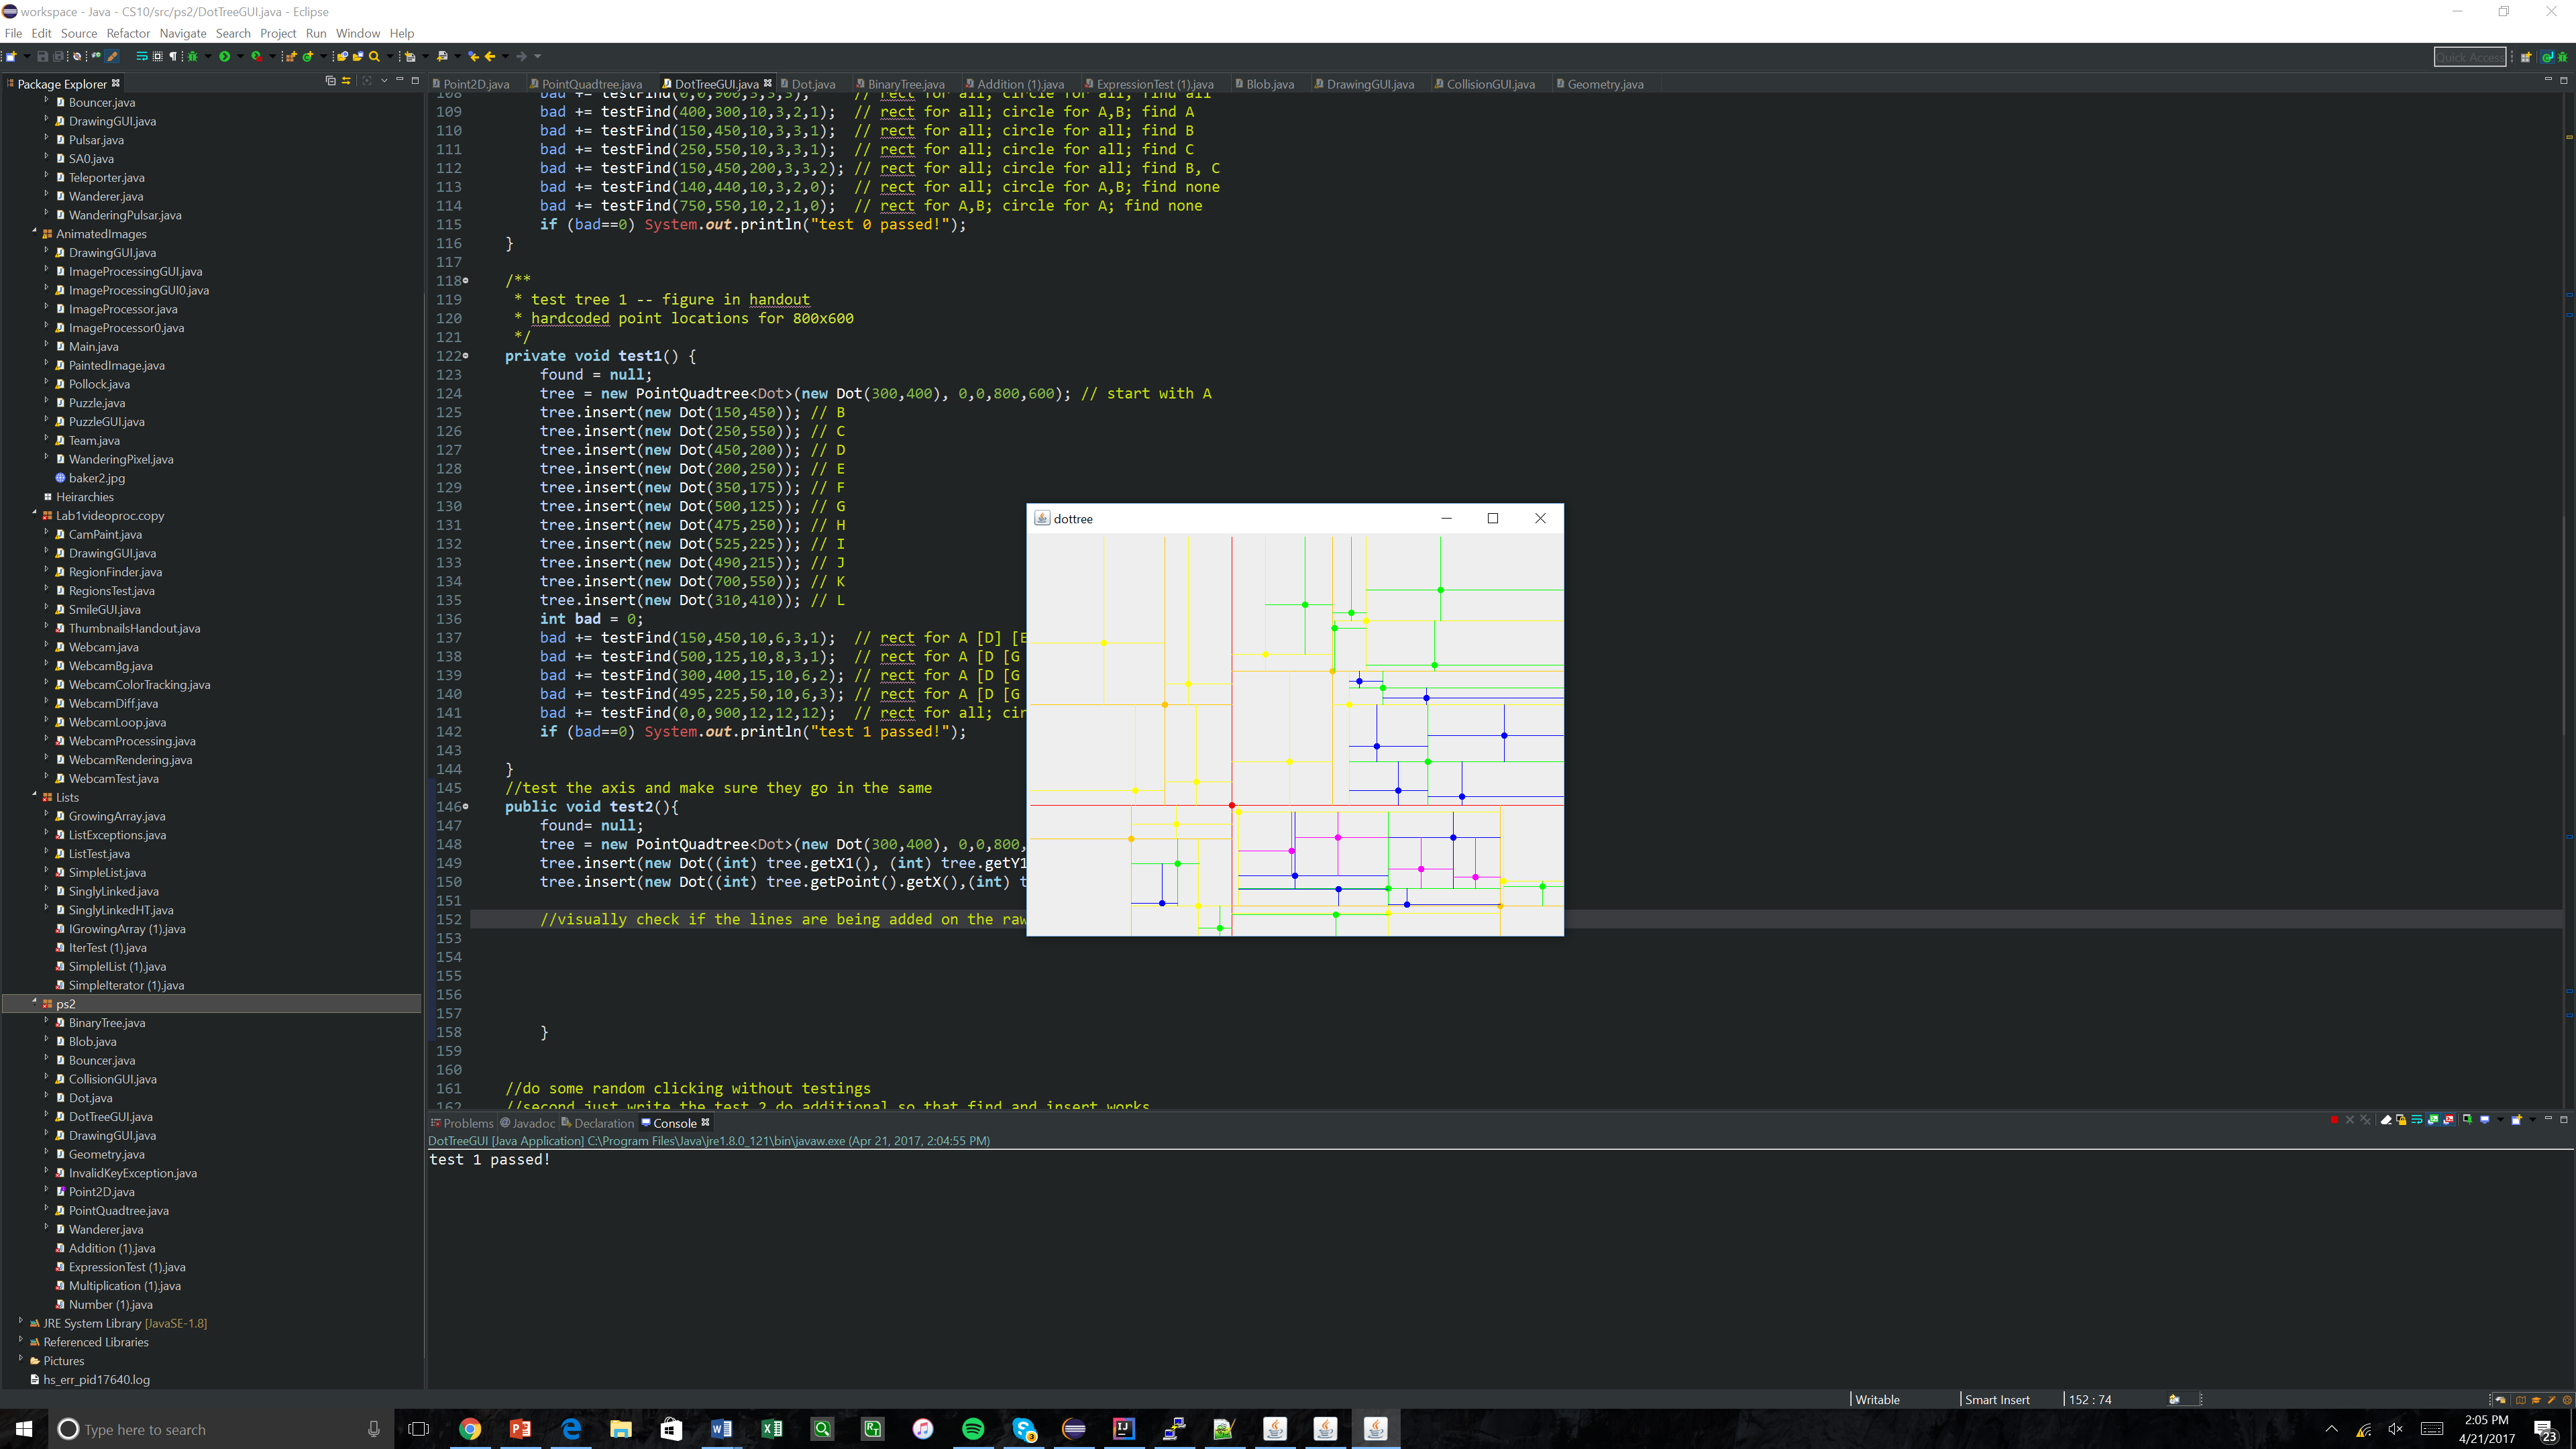 workspace - Java - CS10/src/ps2/DotTreeGUI.java - Eclipse
File Edit Source Refactor Navigate Search Project Run Window Help
Quick Access
Package Explorer
Bouncer.java
DrawingGUI.java
Pulsar.java
SA0.java
Teleporter.java
Wanderer.java
WanderingPulsar.java
AnimatedImages
DrawingGUI.java
ImageProcessingGUI.java
ImageProcessingGUI0.java
ImageProcessor.java
ImageProcessor0.java
Main.java
PaintedImage.java
Pollock.java
Puzzle.java
PuzzleGUI.java
Team.java
WanderingPixel.java
baker2.jpg
Heirarchies
Lab1videoproc.copy
CamPaint.java
DrawingGUI.java
RegionFinder.java
RegionsTest.java
SmileGUI.java
ThumbnailsHandout.java
Webcam.java
WebcamBg.java
WebcamColorTracking.java
WebcamDiff.java
WebcamLoop.java
WebcamProcessing.java
WebcamRendering.java
WebcamTest.java
Lists
GrowingArray.java
ListExceptions.java
ListTest.java
SimpleList.java
SinglyLinked.java
SinglyLinkedHT.java
IGrowingArray (1).java
IterTest (1).java
SimpleIList (1).java
SimpleIterator (1).java
ps2
BinaryTree.java
Blob.java
Bouncer.java
CollisionGUI.java
Dot.java
DotTreeGUI.java
DrawingGUI.java
Geometry.java
InvalidKeyException.java
Point2D.java
PointQuadtree.java
Wanderer.java
Addition (1).java
ExpressionTest (1).java
Multiplication (1).java
Number (1).java
JRE System Library [JavaSE-1.8]
Referenced Libraries
Pictures
hs_err_pid17640.log
Point2D.java PointQuadtree.java DotTreeGUI.java Dot.java BinaryTree.java Addition (1).java ExpressionTest (1).java Blob.java DrawingGUI.java CollisionGUI.java Geometry.java
108 bad += testFind(0,0,900,3,3,3); // rect for all; circle for all; find all
109 bad += testFind(400,300,10,3,2,1); // rect for all; circle for A,B; find A
110 bad += testFind(150,450,10,3,3,1); // rect for all; circle for all; find B
111 bad += testFind(250,550,10,3,3,1); // rect for all; circle for all; find C
112 bad += testFind(150,450,200,3,3,2); // rect for all; circle for all; find B, C
113 bad += testFind(140,440,10,3,2,0); // rect for all; circle for A,B; find none
114 bad += testFind(750,550,10,2,1,0); // rect for A,B; circle for A; find none
115 if (bad==0) System.out.println("test 0 passed!");
116 }
117
118 /**
119 * test tree 1 -- figure in handout
120 * hardcoded point locations for 800x600
121 */
122 private void test1() {
123 found = null;
124 tree = new PointQuadtree<Dot>(new Dot(300,400), 0,0,800,600); // start with A
125 tree.insert(new Dot(150,450)); // B
126 tree.insert(new Dot(250,550)); // C
127 tree.insert(new Dot(450,200)); // D
128 tree.insert(new Dot(200,250)); // E
129 tree.insert(new Dot(350,175)); // F
130 tree.insert(new Dot(500,125)); // G
131 tree.insert(new Dot(475,250)); // H
132 tree.insert(new Dot(525,225)); // I
133 tree.insert(new Dot(490,215)); // J
134 tree.insert(new Dot(700,550)); // K
135 tree.insert(new Dot(310,410)); // L
136 int bad = 0;
137 bad += testFind(150,450,10,6,3,1); // rect for A [D] [E
138 bad += testFind(500,125,10,8,3,1); // rect for A [D [G
139 bad += testFind(300,400,15,10,6,2); // rect for A [D [G
140 bad += testFind(495,225,50,10,6,3); // rect for A [D [G
141 bad += testFind(0,0,900,12,12,12); // rect for all; cir
142 if (bad==0) System.out.println("test 1 passed!");
143
144 }
145 //test the axis and make sure they go in the same
146 public void test2(){
147 found= null;
148 tree = new PointQuadtree<Dot>(new Dot(300,400), 0,0,800,
149 tree.insert(new Dot((int) tree.getX1(), (int) tree.getY1
150 tree.insert(new Dot((int) tree.getPoint().getX(),(int) t
151
152 //visually check if the lines are being added on the raw
153
154
155
156
157
158 }
159
160
161 //do some random clicking without testings
162 //second just write the test 2 do additional so that find and insert works
dottree
Problems Javadoc Declaration Console
DotTreeGUI [Java Application] C:\Program Files\Java\jre1.8.0_121\bin\javaw.exe (Apr 21, 2017, 2:04:55 PM)
test 1 passed!
Writable Smart Insert 152 : 74
Type here to search
2:05 PM
4/21/2017
23